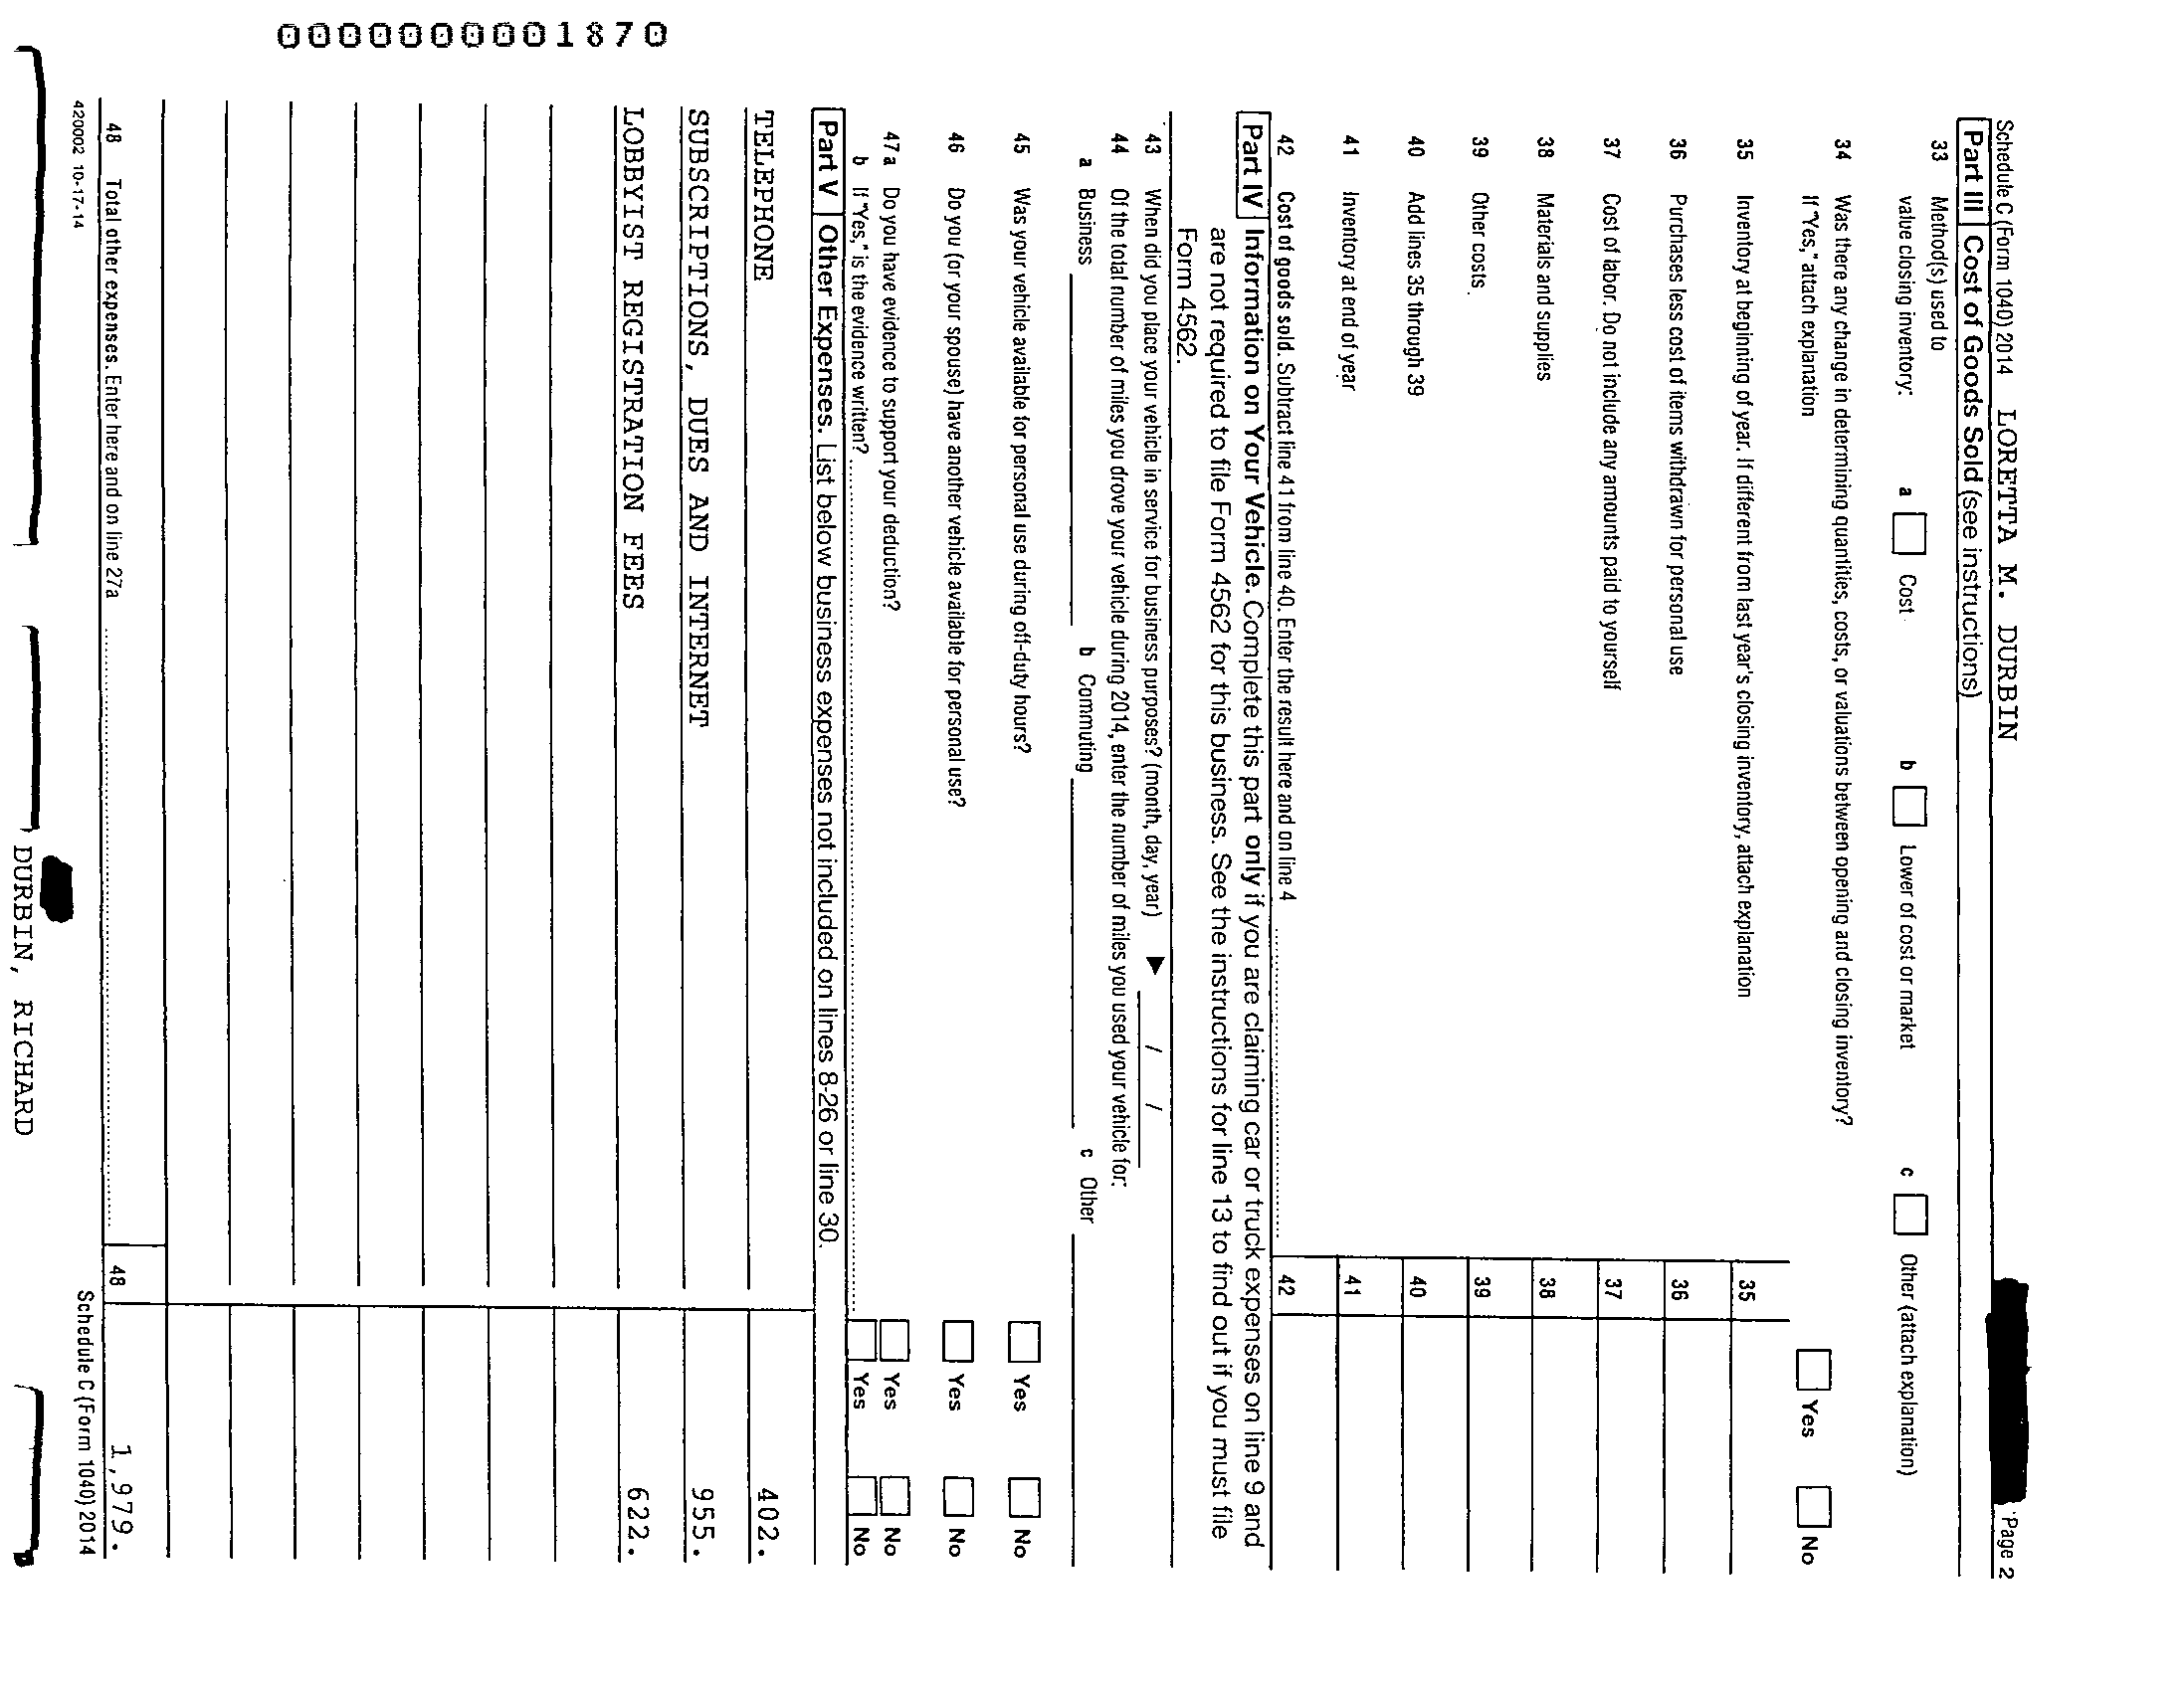 Schedule C (Form 1040) 2014 LORETTA M. DURBIN Page 2
Part III Cost of Goods Sold (see instructions)
33 Method(s) used to
value closing inventory: a Cost b Lower of cost or market c Other (attach explanation)
34 Was there any change in determining quantities, costs, or valuations between opening and closing inventory?
If "Yes," attach explanation Yes No
35 Inventory at beginning of year. If different from last year's closing inventory, attach explanation 35
36 Purchases less cost of items withdrawn for personal use 36
37 Cost of labor. Do not include any amounts paid to yourself 37
38 Materials and supplies 38
39 Other costs 39
40 Add lines 35 through 39 40
41 Inventory at end of year 41
42 Cost of goods sold. Subtract line 41 from line 40. Enter the result here and on line 4 42
Part IV Information on Your Vehicle. Complete this part only if you are claiming car or truck expenses on line 9 and
are not required to file Form 4562 for this business. See the instructions for line 13 to find out if you must file
Form 4562.
43 When did you place your vehicle in service for business purposes? (month, day, year) ▶ / /
44 Of the total number of miles you drove your vehicle during 2014, enter the number of miles you used your vehicle for:
a Business b Commuting c Other
45 Was your vehicle available for personal use during off-duty hours? Yes No
46 Do you (or your spouse) have another vehicle available for personal use? Yes No
47a Do you have evidence to support your deduction? Yes No
b If "Yes," is the evidence written? Yes No
Part V Other Expenses. List below business expenses not included on lines 8-26 or line 30.
TELEPHONE 402.
SUBSCRIPTIONS, DUES AND INTERNET 955.
LOBBYIST REGISTRATION FEES 622.
48 Total other expenses. Enter here and on line 27a 48 1,979.
420002 10-17-14 Schedule C (Form 1040) 2014
DURBIN, RICHARD
0000000001870